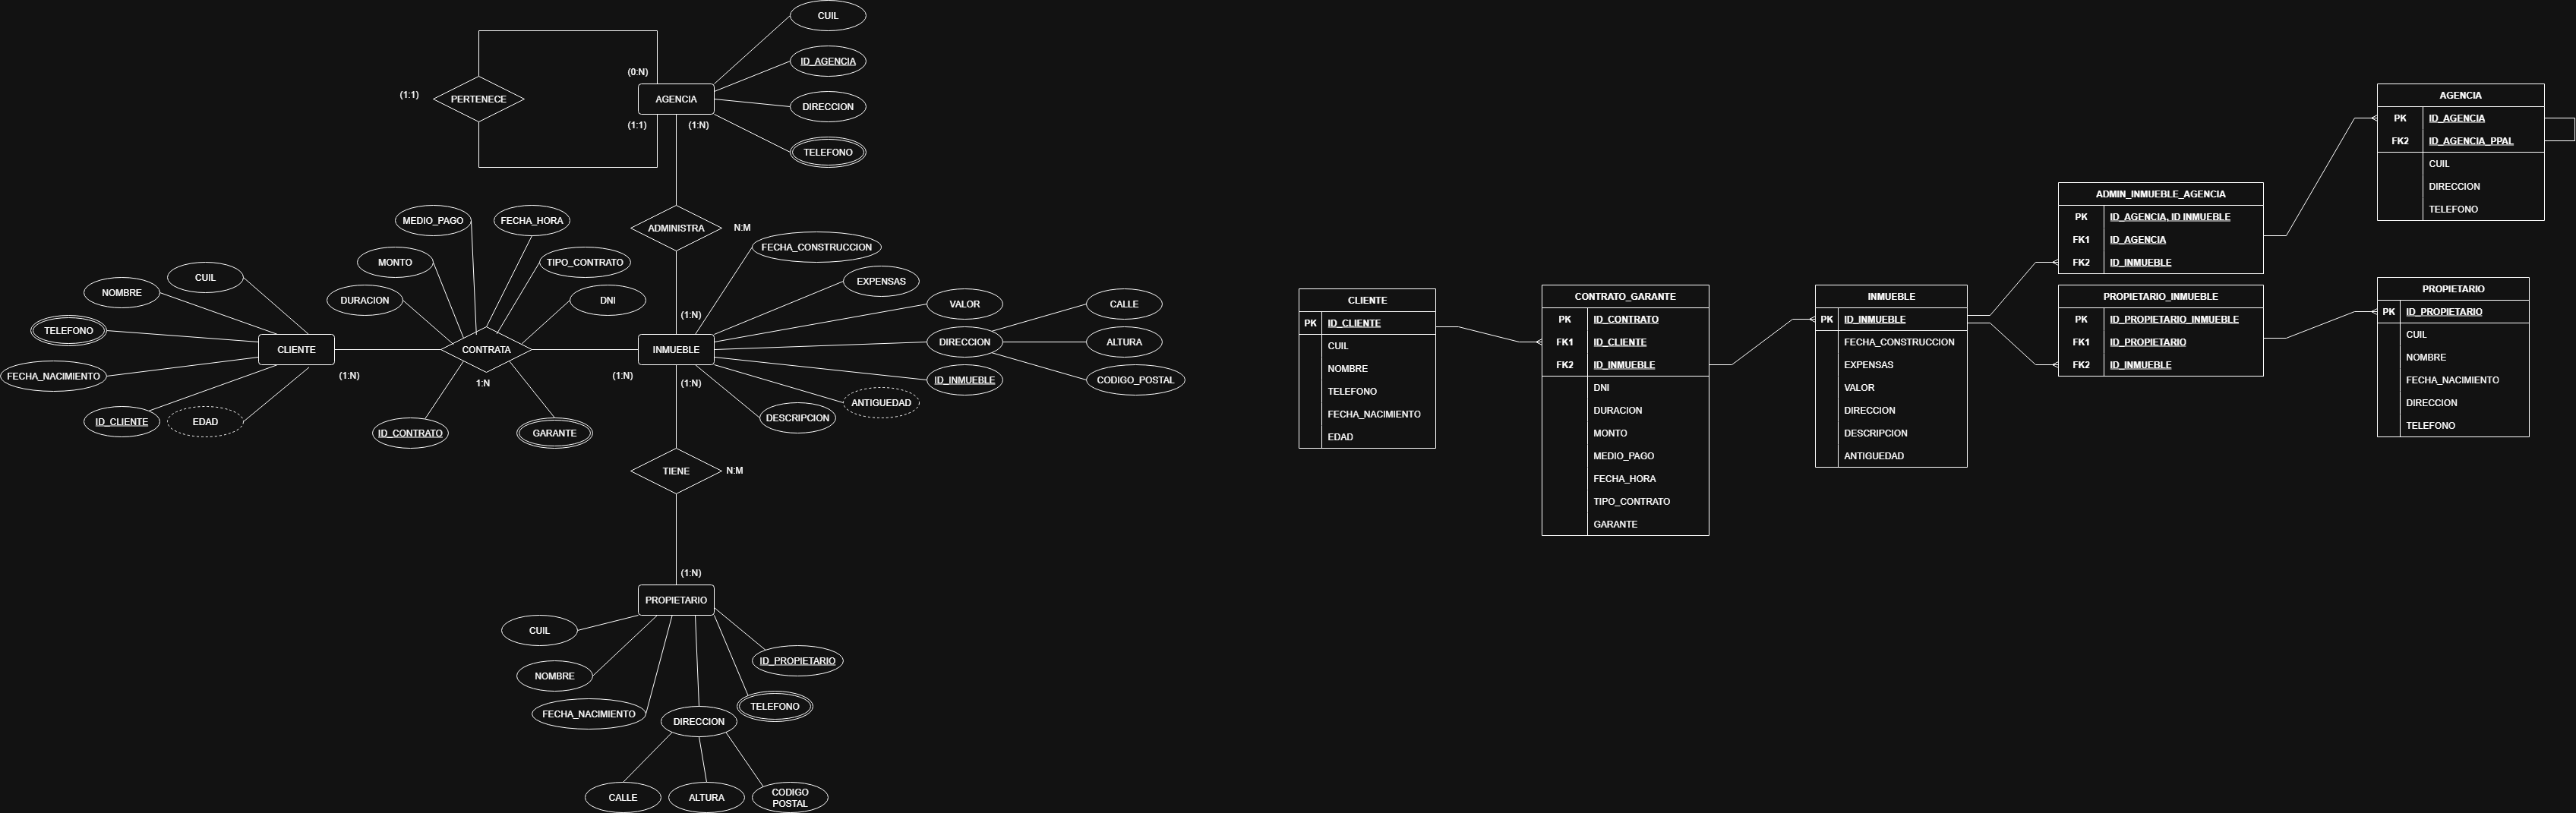 CUIL
ID_AGENCIA
DIRECCION
TELEFONO
(0:N)
(1:1)
PERTENECE
AGENCIA
(1:1)
(1:N)
ADMINISTRA
N:M
MEDIO_PAGO
FECHA_HORA
MONTO
TIPO_CONTRATO
DURACION
DNI
CUIL
NOMBRE
TELEFONO
FECHA_NACIMIENTO
ID_CLIENTE
EDAD
CLIENTE
(1:N)
CONTRATA
1:N
ID_CONTRATO
GARANTE
(1:N)
INMUEBLE
(1:N)
(1:N)
FECHA_CONSTRUCCION
EXPENSAS
VALOR
DIRECCION
CALLE
ALTURA
CODIGO_POSTAL
ID_INMUEBLE
ANTIGUEDAD
DESCRIPCION
TIENE
N:M
(1:N)
PROPIETARIO
CUIL
NOMBRE
FECHA_NACIMIENTO
DIRECCION
TELEFONO
ID_PROPIETARIO
CALLE
ALTURA
CODIGO
POSTAL
CLIENTE
PK ID_CLIENTE
CUIL
NOMBRE
TELEFONO
FECHA_NACIMIENTO
EDAD
CONTRATO_GARANTE
PK ID_CONTRATO
FK1 ID_CLIENTE
FK2 ID_INMUEBLE
DNI
DURACION
MONTO
MEDIO_PAGO
FECHA_HORA
TIPO_CONTRATO
GARANTE
INMUEBLE
PK ID_INMUEBLE
FECHA_CONSTRUCCION
EXPENSAS
VALOR
DIRECCION
DESCRIPCION
ANTIGUEDAD
ADMIN_INMUEBLE_AGENCIA
PK ID_AGENCIA, ID INMUEBLE
FK1 ID_AGENCIA
FK2 ID_INMUEBLE
PROPIETARIO_INMUEBLE
PK ID_PROPIETARIO_INMUEBLE
FK1 ID_PROPIETARIO
FK2 ID_INMUEBLE
AGENCIA
PK ID_AGENCIA
FK2 ID_AGENCIA_PPAL
CUIL
DIRECCION
TELEFONO
PROPIETARIO
PK ID_PROPIETARIO
CUIL
NOMBRE
FECHA_NACIMIENTO
DIRECCION
TELEFONO